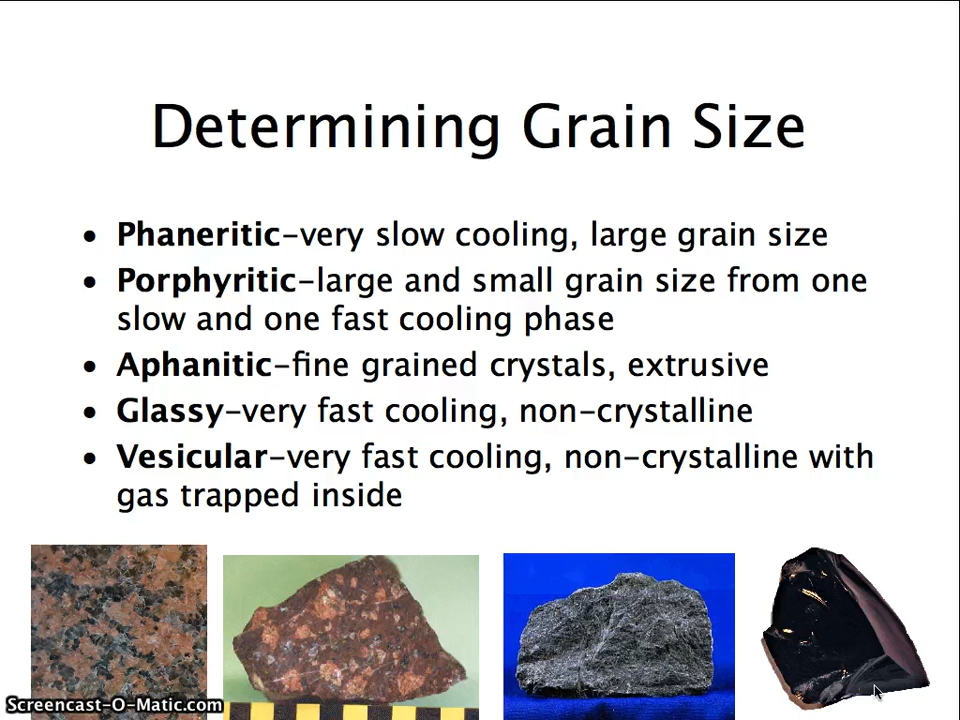 Determining Grain Size
• Phaneritic-very slow cooling, large grain size
• Porphyritic-large and small grain size from one
slow and one fast cooling phase
• Aphanitic-fine grained crystals, extrusive
• Glassy-very fast cooling, non-crystalline
• Vesicular-very fast cooling, non-crystalline with
gas trapped inside
Screencast-O-Matic.com